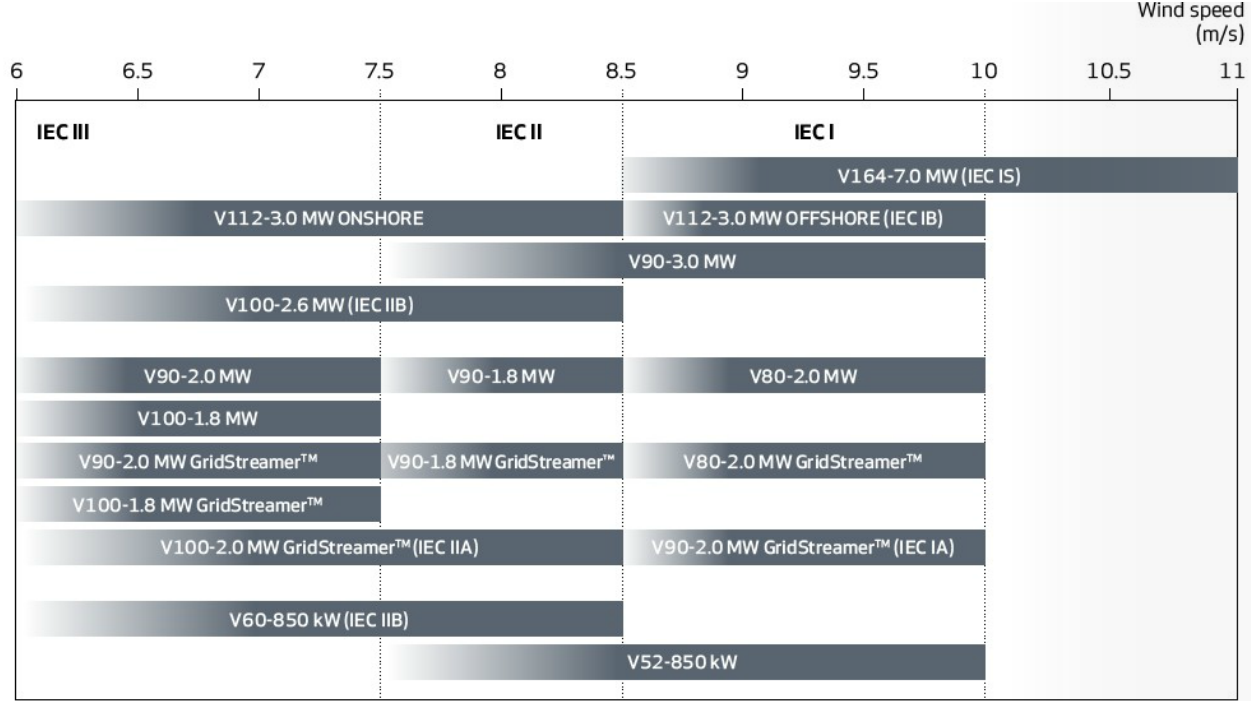 Wind speed
(m/s)
6 6.5 7 7.5 8 8.5 9 9.5 10 10.5 11
IEC III IEC II IEC I
V164-7.0 MW (IEC IS)
V112-3.0 MW ONSHORE V112-3.0 MW OFFSHORE (IEC IB)
V90-3.0 MW
V100-2.6 MW (IEC IIB)
V90-2.0 MW V90-1.8 MW V80-2.0 MW
V100-1.8 MW
V90-2.0 MW GridStreamer™ V90-1.8 MW GridStreamer™ V80-2.0 MW GridStreamer™
V100-1.8 MW GridStreamer™
V100-2.0 MW GridStreamer™ (IEC IIA) V90-2.0 MW GridStreamer™ (IEC IA)
V60-850 kW (IEC IIB)
V52-850 kW